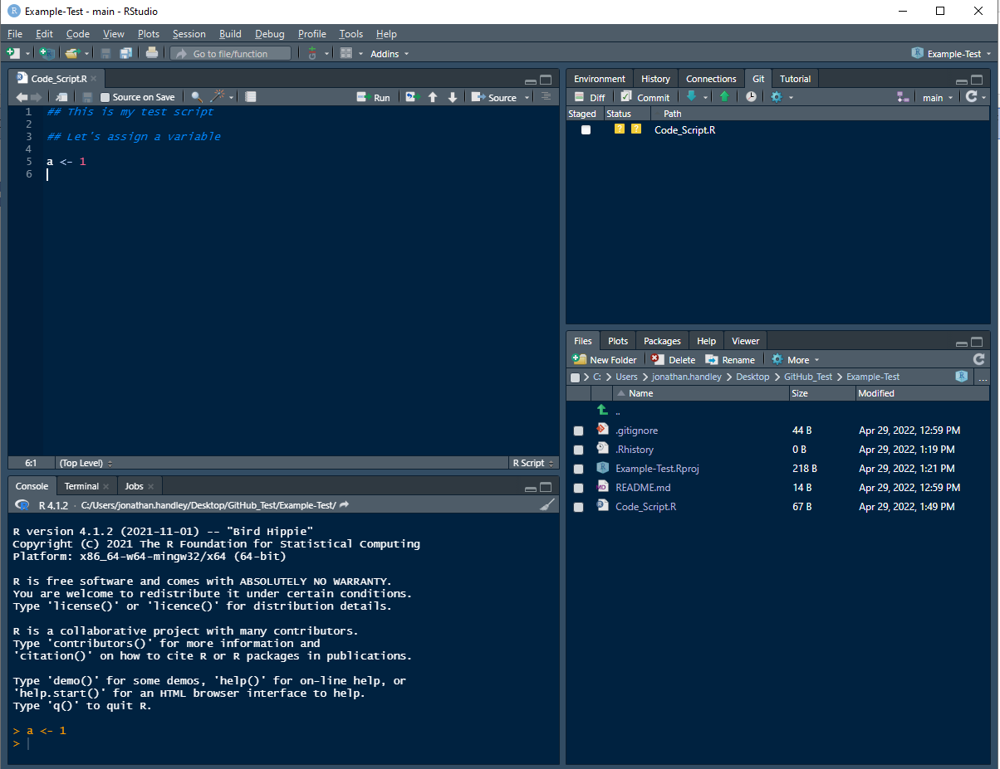 Example-Test - main - RStudio
File Edit Code View Plots Session Build Debug Profile Tools Help
Go to file/function Addins Example-Test
Code_Script.R
Source on Save Run Source
1 ## This is my test script
2
3 ## Let's assign a variable
4
5 a <- 1
6
6:1 (Top Level) R Script
Console Terminal Jobs
R 4.1.2 · C:/Users/jonathan.handley/Desktop/GitHub_Test/Example-Test/
R version 4.1.2 (2021-11-01) -- "Bird Hippie"
Copyright (C) 2021 The R Foundation for Statistical Computing
Platform: x86_64-w64-mingw32/x64 (64-bit)
R is free software and comes with ABSOLUTELY NO WARRANTY.
You are welcome to redistribute it under certain conditions.
Type 'license()' or 'licence()' for distribution details.
R is a collaborative project with many contributors.
Type 'contributors()' for more information and
'citation()' on how to cite R or R packages in publications.
Type 'demo()' for some demos, 'help()' for on-line help, or
'help.start()' for an HTML browser interface to help.
Type 'q()' to quit R.
> a <- 1
>
Environment History Connections Git Tutorial
Diff Commit main
Staged Status Path
? ? Code_Script.R
Files Plots Packages Help Viewer
New Folder Delete Rename More
C: Users jonathan.handley Desktop GitHub_Test Example-Test ...
Name Size Modified
..
.gitignore 44 B Apr 29, 2022, 12:59 PM
.Rhistory 0 B Apr 29, 2022, 1:19 PM
Example-Test.Rproj 218 B Apr 29, 2022, 1:21 PM
README.md 14 B Apr 29, 2022, 12:59 PM
Code_Script.R 67 B Apr 29, 2022, 1:49 PM